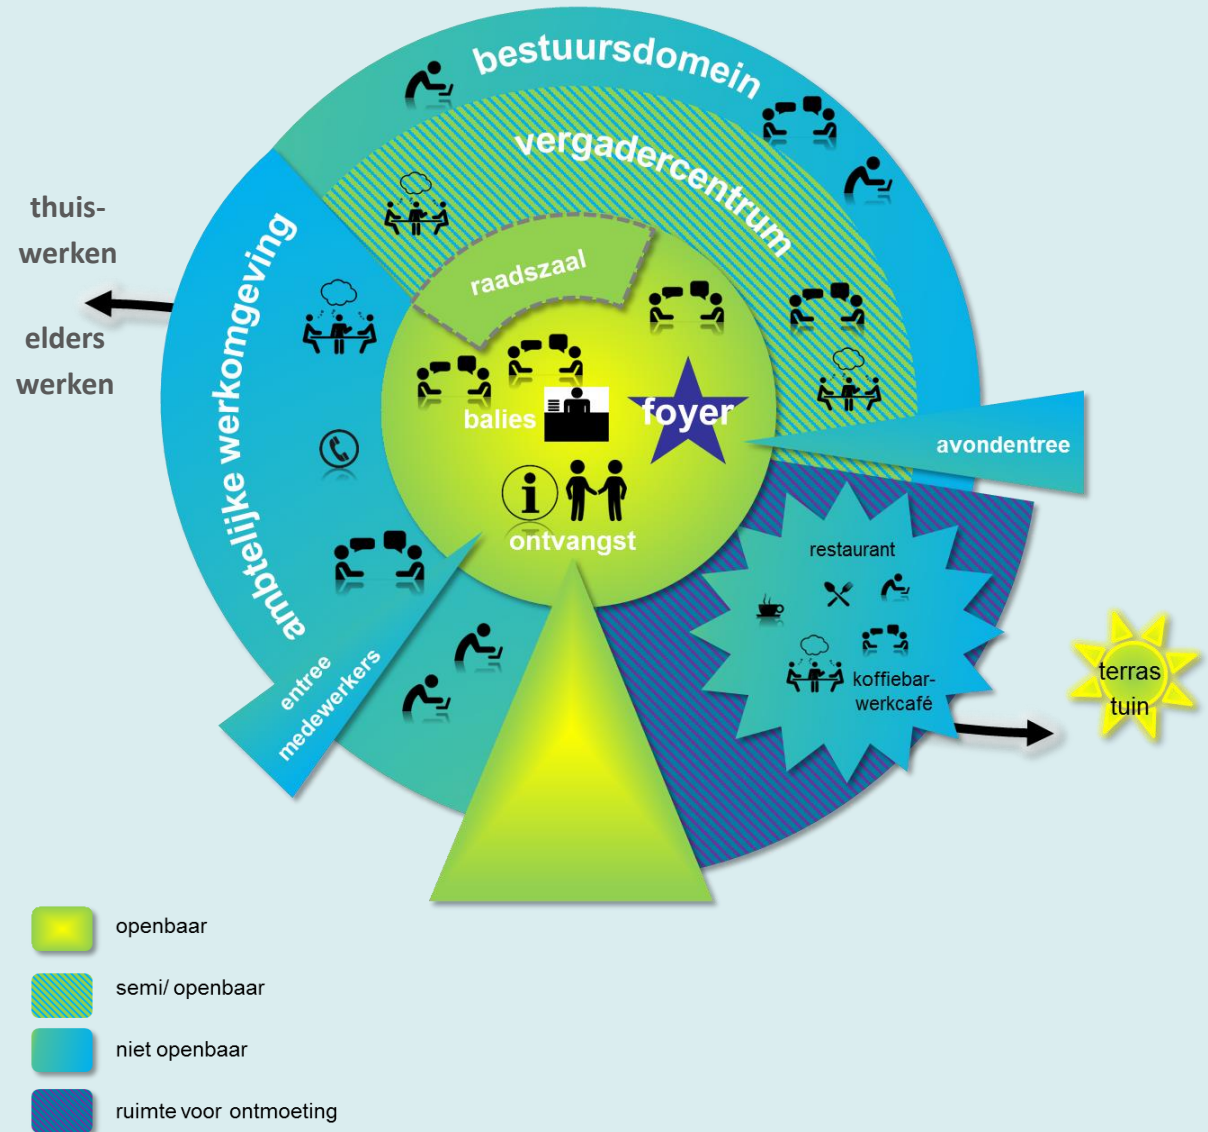 bestuursdomein
vergadercentrum
thuis-
werken
elders
werken
ambtelijke werkomgeving
raadszaal
balies
foyer
avondentree
ontvangst
restaurant
koffiebar-
werkcafé
entree
medewerkers
terras
tuin
openbaar
semi/ openbaar
niet openbaar
ruimte voor ontmoeting